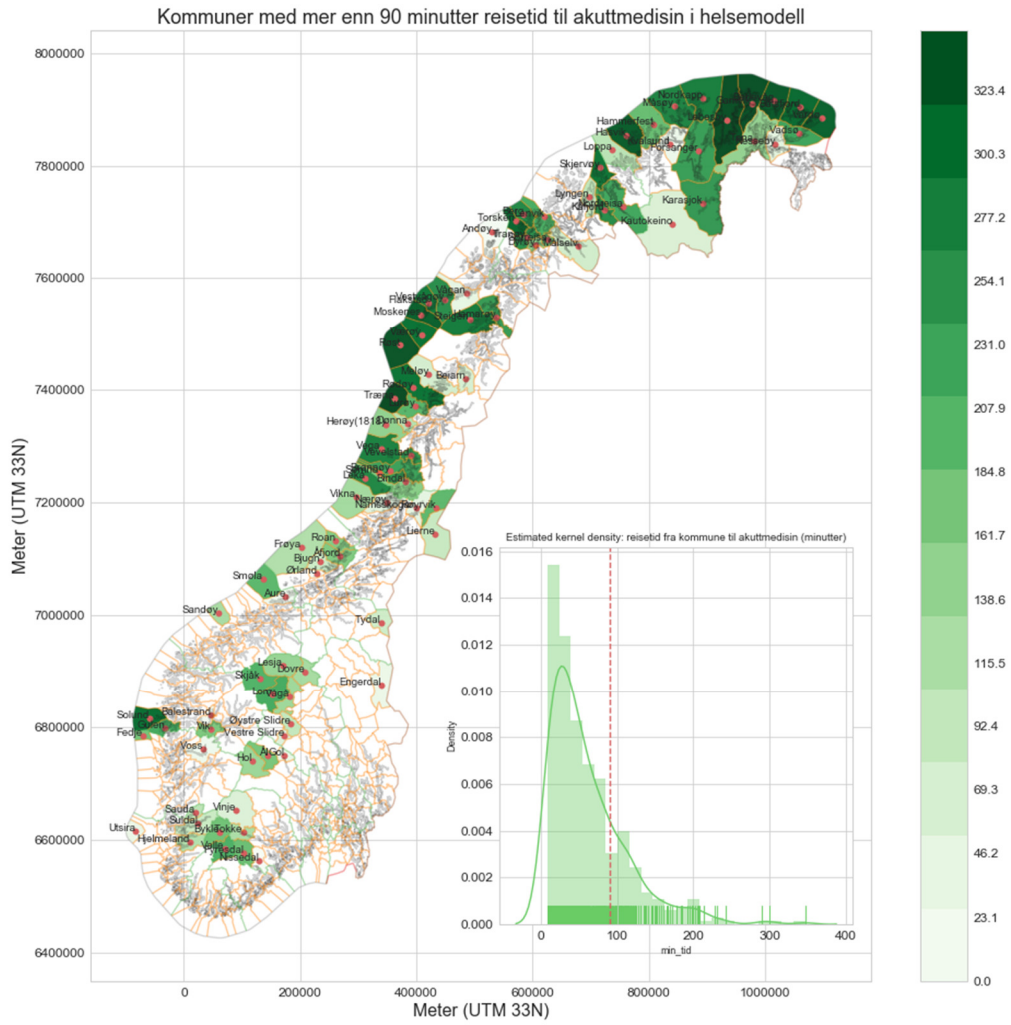 Kommuner med mer enn 90 minutter reisetid til akuttmedisin i helsemodell
8000000
7800000
7600000
7400000
7200000
7000000
6800000
6600000
6400000
Meter (UTM 33N)
0
200000
400000
600000
800000
1000000
Meter (UTM 33N)
Nordkapp
Måsøy
Hammerfest
Vadsø
Loppa
Porsanger
Skjervøy
Lyngen
Nordreisa
Karasjok
Kautokeino
Torsken
Andøy
Målselv
Vågan
Moskenes
Steigen
Hamarøy
Meløy
Beiarn
Rødøy
Træna
Herøy(1818)
Dønna
Vega
Vevelstad
Bindal
Vikna
Nærøy
Namsskogan
Røyrvik
Lierne
Roan
Frøya
Åfjord
Bjugn
Ørland
Smøla
Aure
Sandøy
Tydal
Lesja
Dovre
Skjåk
Lom
Vågå
Engerdal
Solund
Balestrand
Gulen
Vik
Øystre Slidre
Fedje
Vestre Slidre
Voss
Hol
Ål
Gol
Sauda
Vinje
Suldal
Utsira
Bykle
Tokke
Hjelmeland
Valle
Fyresdal
Nissedal
Estimated kernel density: reisetid fra kommune til akuttmedisin (minutter)
0.016
0.014
0.012
0.010
0.008
0.006
0.004
0.002
0.000
Density
0
100
200
300
400
min_tid
323.4
300.3
277.2
254.1
231.0
207.9
184.8
161.7
138.6
115.5
92.4
69.3
46.2
23.1
0.0